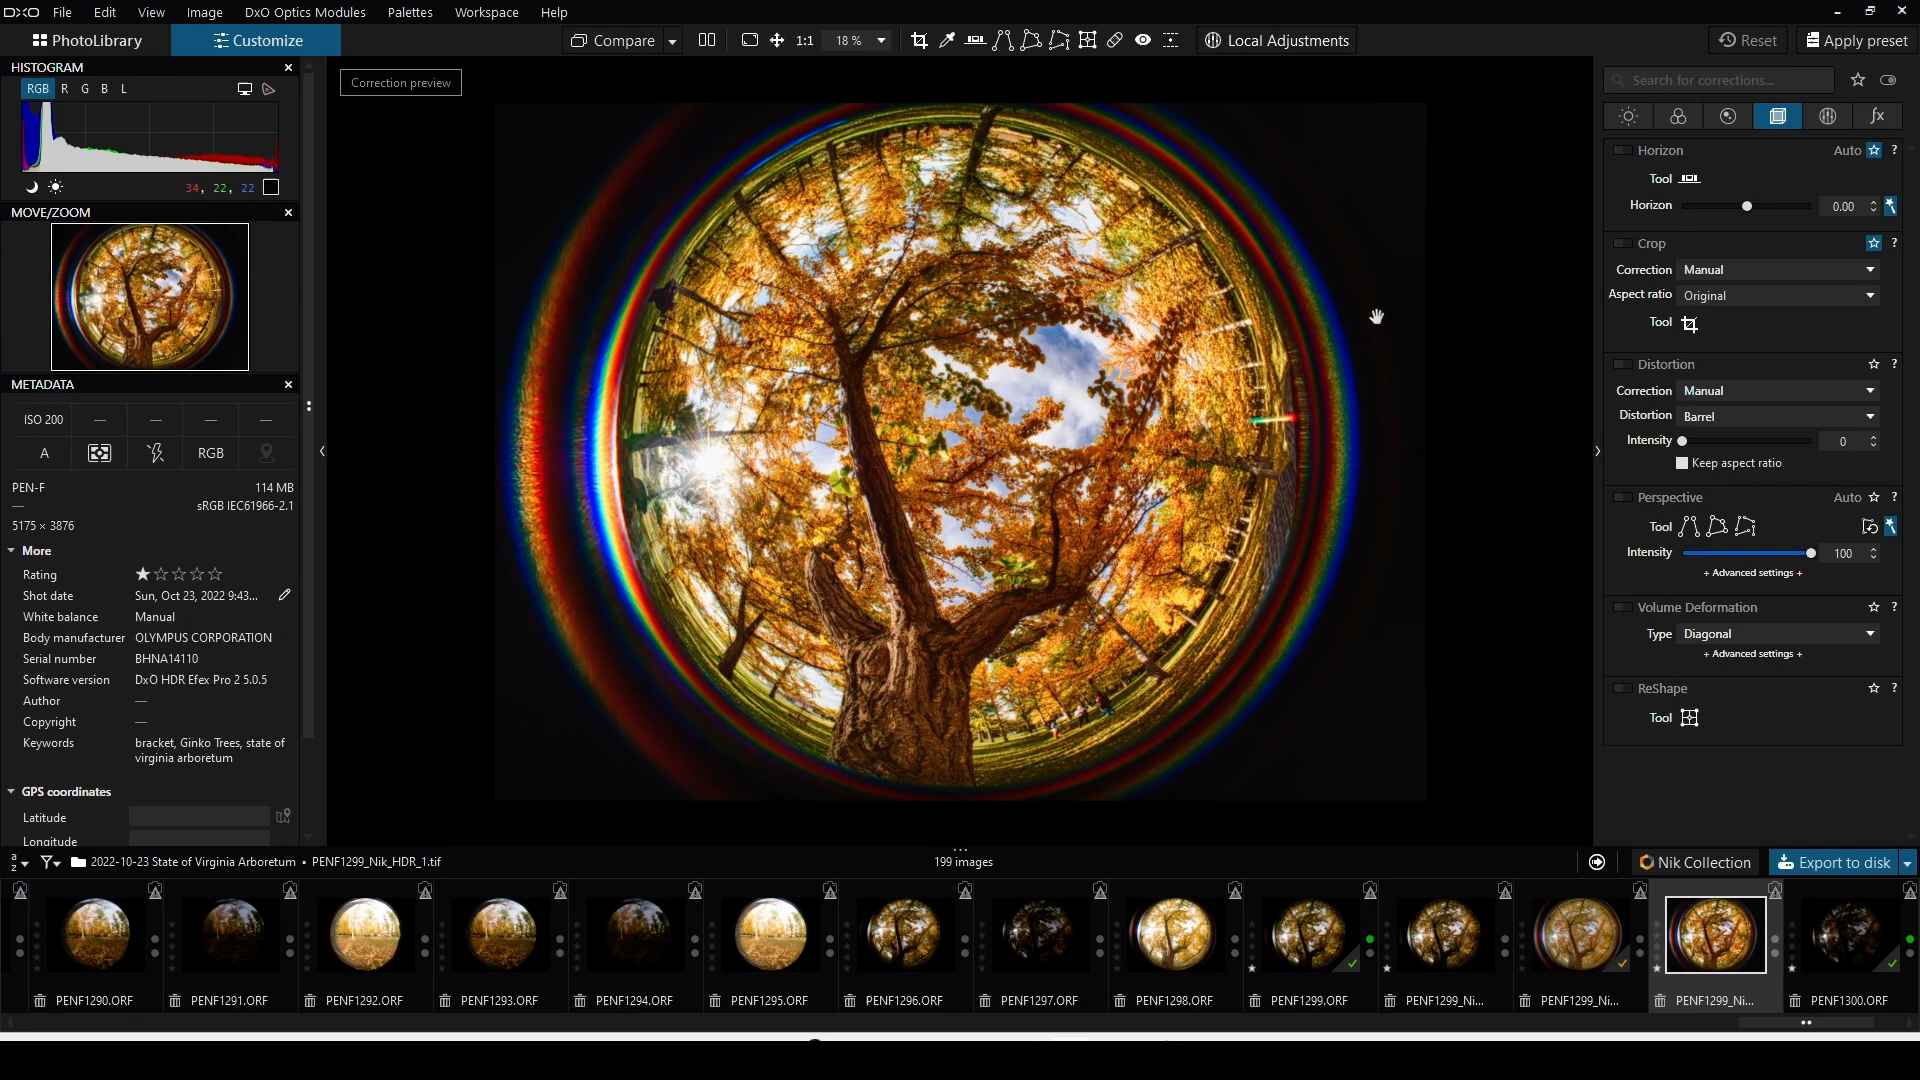 DXO File Edit View Image DxO Optics Modules Palettes Workspace Help
PhotoLibrary Customize Compare 1:1 18 % Local Adjustments Reset Apply preset
HISTOGRAM
RGB R G B L
34, 22, 22
MOVE/ZOOM
METADATA
ISO 200 — — — —
A RGB
PEN-F 114 MB
— sRGB IEC61966-2.1
5175 × 3876
More
Rating
Shot date Sun, Oct 23, 2022 9:43...
White balance Manual
Body manufacturer OLYMPUS CORPORATION
Serial number BHNA14110
Software version DxO HDR Efex Pro 2 5.0.5
Author —
Copyright —
Keywords bracket, Ginko Trees, state of
virginia arboretum
GPS coordinates
Latitude
Longitude
Correction preview
Search for corrections...
fx
Horizon Auto ?
Tool
Horizon 0.00
Crop ?
Correction Manual
Aspect ratio Original
Tool
Distortion ?
Correction Manual
Distortion Barrel
Intensity 0
Keep aspect ratio
Perspective Auto ?
Tool
Intensity 100
+ Advanced settings +
Volume Deformation ?
Type Diagonal
+ Advanced settings +
ReShape ?
Tool
a z 2022-10-23 State of Virginia Arboretum • PENF1299_Nik_HDR_1.tif 199 images Nik Collection Export to disk
PENF1290.ORF PENF1291.ORF PENF1292.ORF PENF1293.ORF PENF1294.ORF PENF1295.ORF PENF1296.ORF PENF1297.ORF PENF1298.ORF PENF1299.ORF PENF1299_Ni... PENF1299_Ni... PENF1299_Ni... PENF1300.ORF